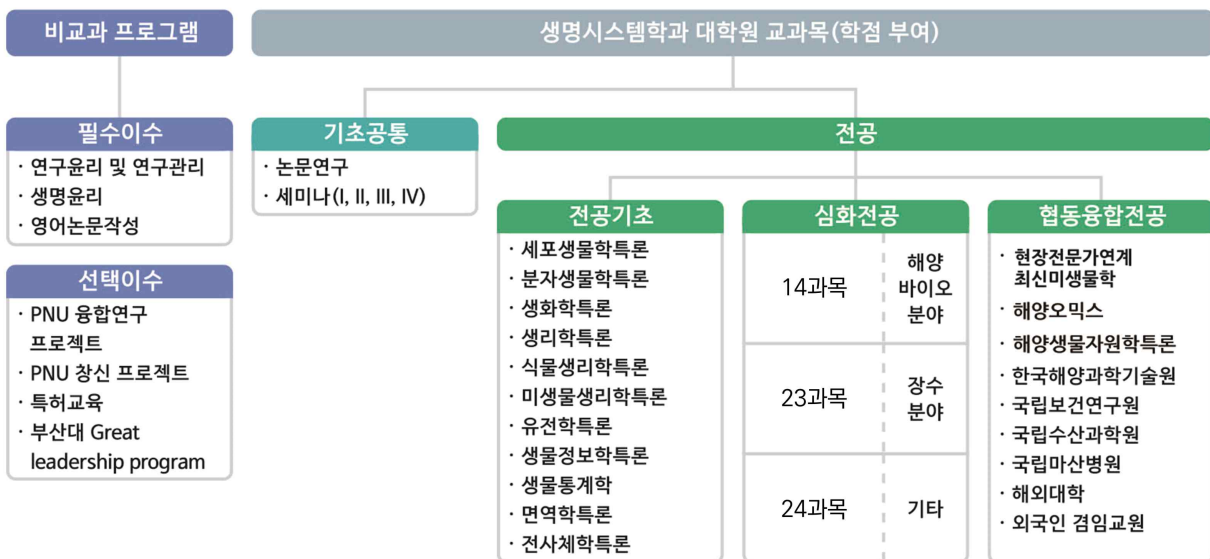 비교과 프로그램
생명시스템학과 대학원 교과목(학점 부여)
필수이수
· 연구윤리 및 연구관리
· 생명윤리
· 영어논문작성
선택이수
· PNU 융합연구
프로젝트
· PNU 창신 프로젝트
· 특허교육
· 부산대 Great
leadership program
기초공통
· 논문연구
· 세미나(I, II, III, IV)
전공
전공기초
· 세포생물학특론
· 분자생물학특론
· 생화학특론
· 생리학특론
· 식물생리학특론
· 미생물생리학특론
· 유전학특론
· 생물정보학특론
· 생물통계학
· 면역학특론
· 전사체학특론
심화전공
14과목
해양
바이오
분야
23과목
장수
분야
24과목
기타
협동융합전공
· 현장전문가연계
최신미생물학
· 해양오믹스
· 해양생물자원학특론
· 한국해양과학기술원
· 국립보건연구원
· 국립수산과학원
· 국립마산병원
· 해외대학
· 외국인 겸임교원